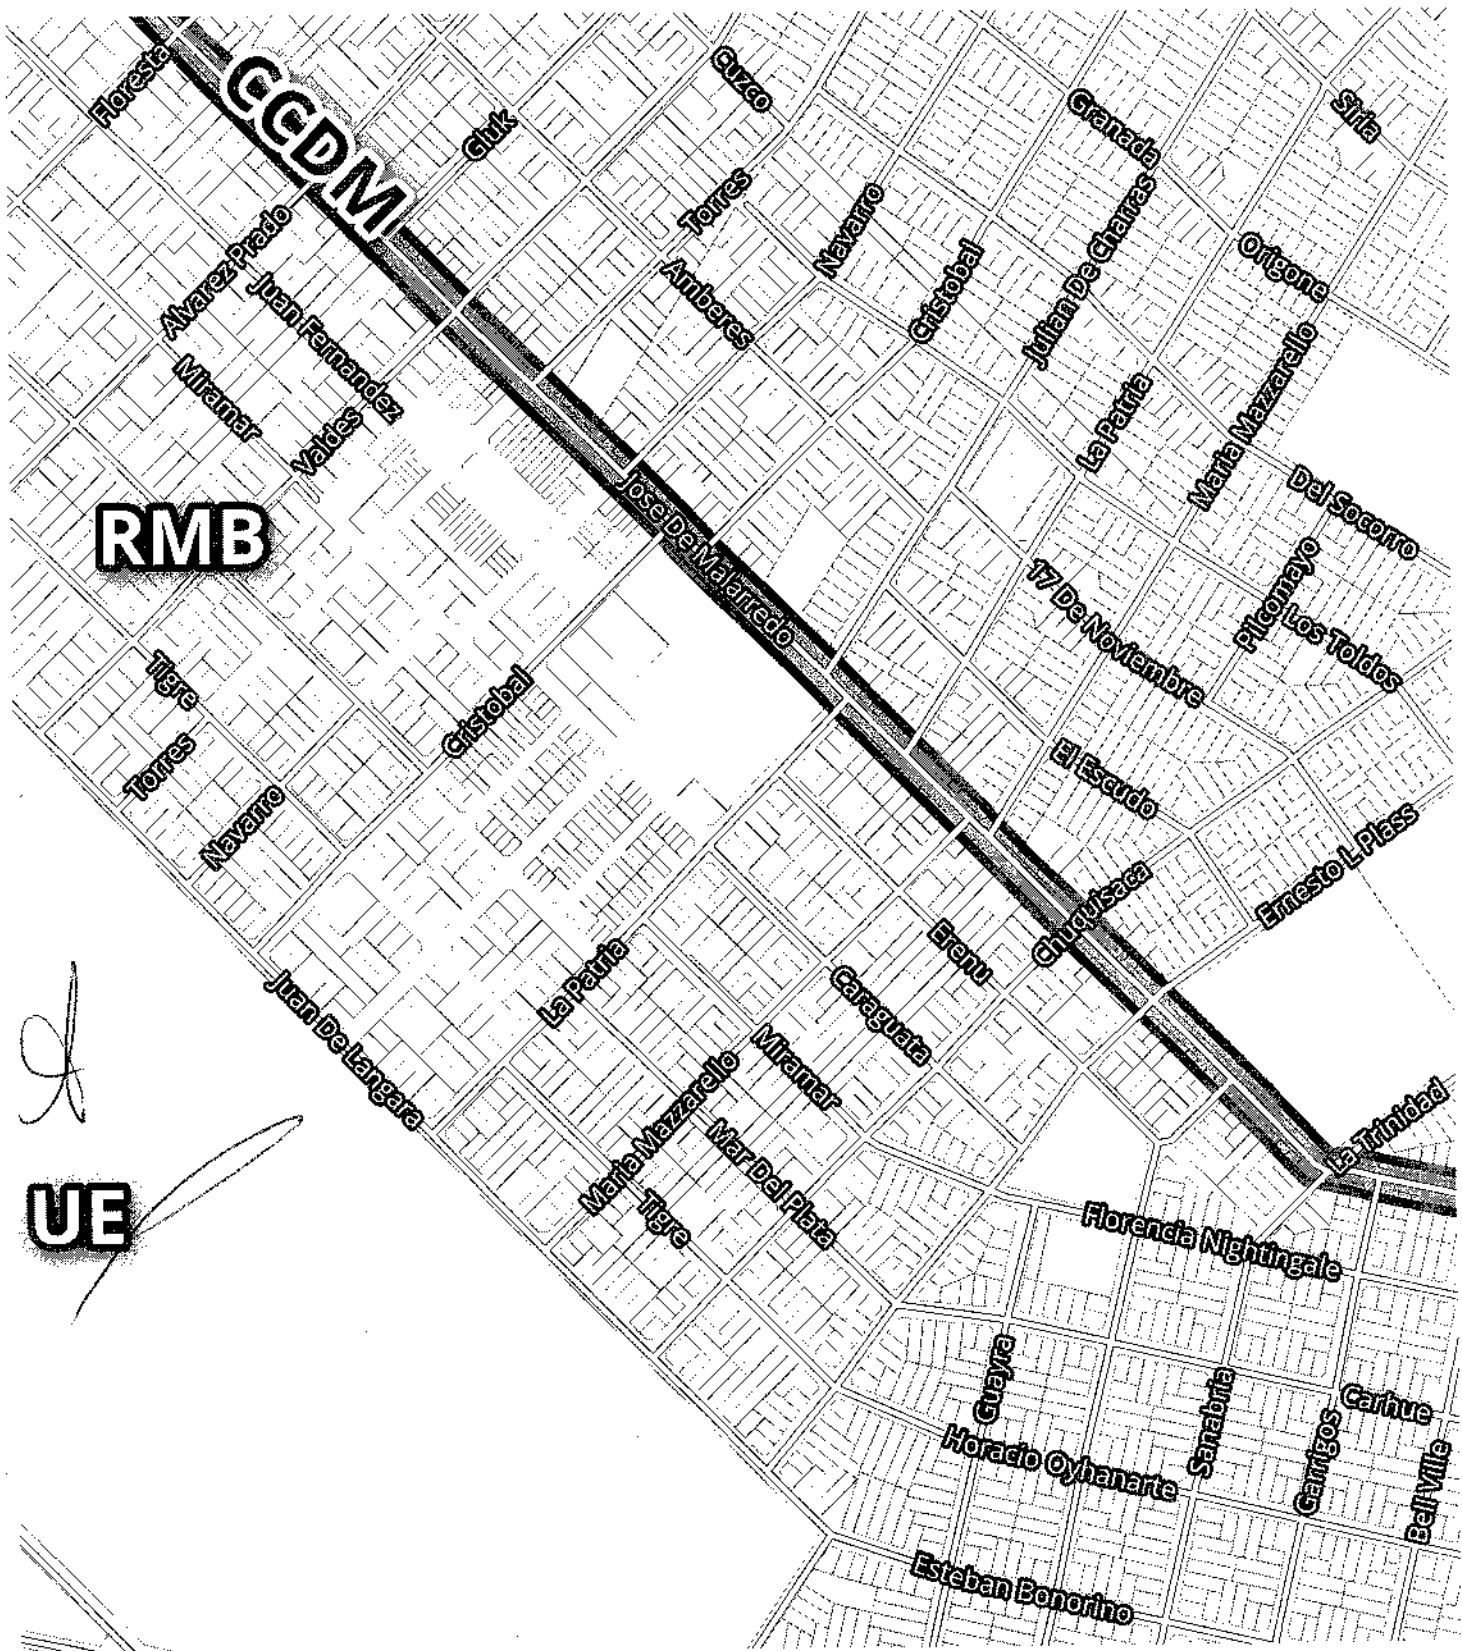 Floresta
CCDM
Gluk
Cuzco
Granada
Siria
Torres
Navarro
Julian De Charras
Alvarez Prado
Amberes
Cristobal
Origone
Juan Fernandez
Miramar
Valdes
La Patria
Maria Mazzarello
RMB
Jose De Mazarredo
Del Socorro
17 De Noviembre
Pilcomayo
Los Toldos
Tigre
Torres
Cristobal
Navarro
El Escudo
Ernesto L Plass
Chuquisaca
Erenu
Caraguata
La Patria
Juan De Langara
Miramar
Maria Mazzarello
Mar Del Plata
Tigre
La Trinidad
UE
Florencia Nightingale
Guayra
Sanabria
Carhue
Garrigos
Horacio Oyhanarte
Bell Ville
Esteban Bonorino